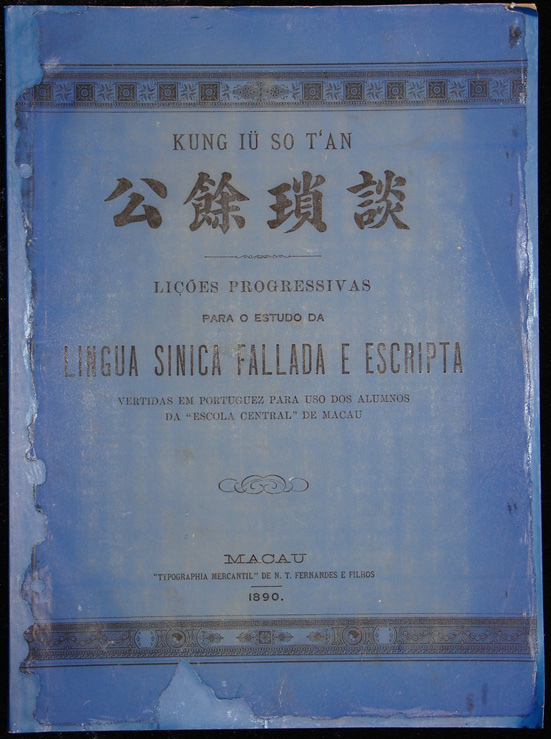 KUNG IÜ SO T‘AN
公餘瑣談
LIÇÕES PROGRESSIVAS
PARA O ESTUDO DA
LINGUA SINICA FALLADA E ESCRIPTA
VERTIDAS EM PORTUGUEZ PARA USO DOS ALUMNOS
DA “ESCOLA CENTRAL” DE MACAU
MACAU
“TYPOGRAPHIA MERCANTIL” DE N. T. FERNANDES E FILHOS
1890.